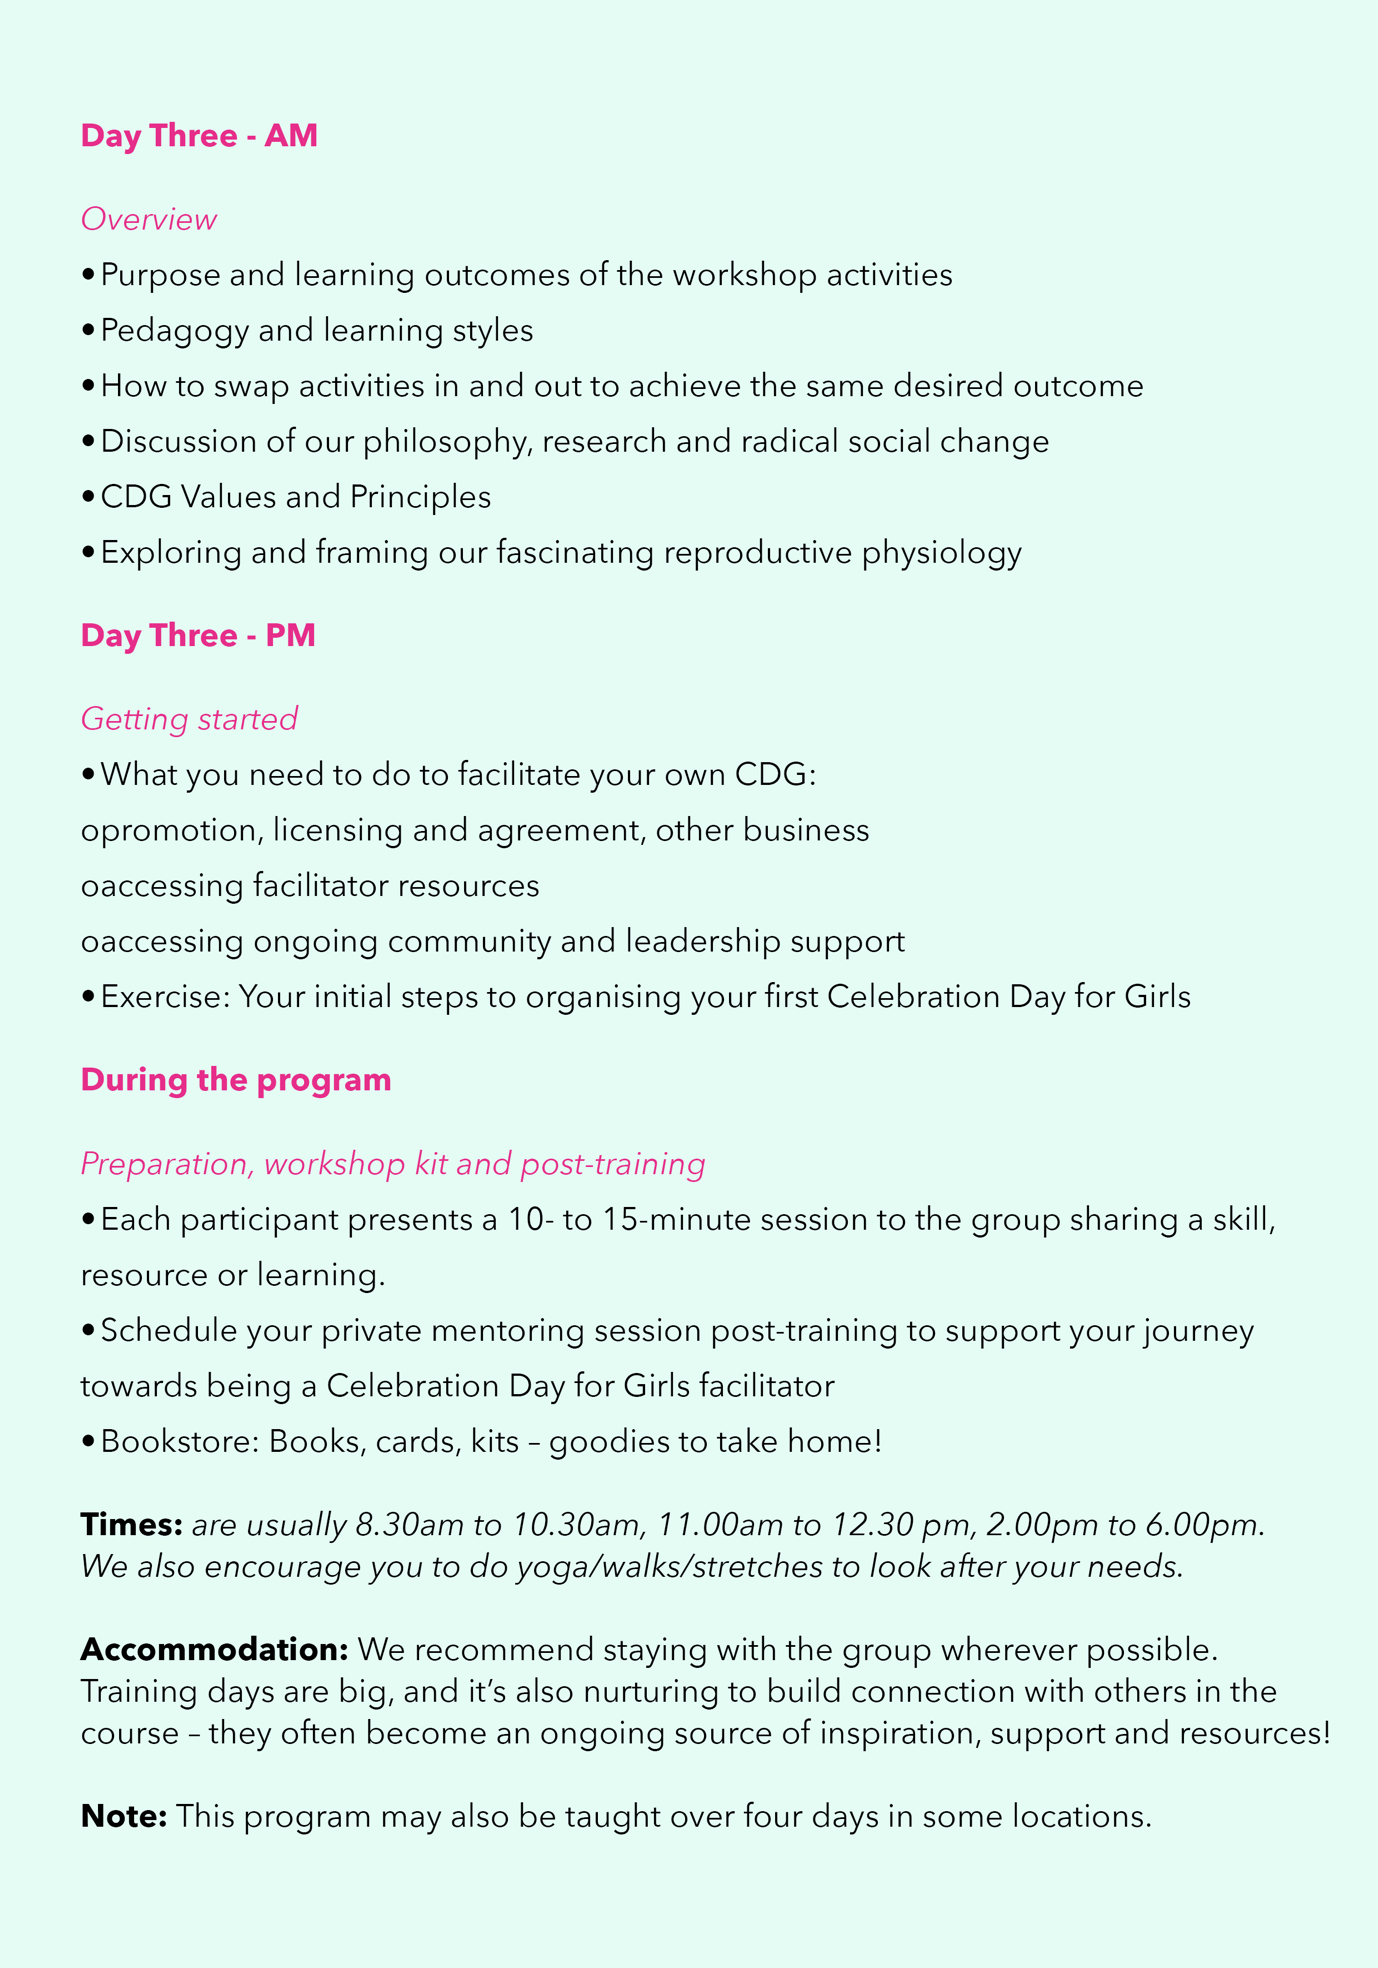 Day Three - AM
Overview
•Purpose and learning outcomes of the workshop activities
•Pedagogy and learning styles
•How to swap activities in and out to achieve the same desired outcome
•Discussion of our philosophy, research and radical social change
•CDG Values and Principles
•Exploring and framing our fascinating reproductive physiology
Day Three - PM
Getting started
•What you need to do to facilitate your own CDG:
opromotion, licensing and agreement, other business
oaccessing facilitator resources
oaccessing ongoing community and leadership support
•Exercise: Your initial steps to organising your first Celebration Day for Girls
During the program
Preparation, workshop kit and post-training
•Each participant presents a 10- to 15-minute session to the group sharing a skill,
resource or learning.
•Schedule your private mentoring session post-training to support your journey
towards being a Celebration Day for Girls facilitator
•Bookstore: Books, cards, kits – goodies to take home!
Times: are usually 8.30am to 10.30am, 11.00am to 12.30 pm, 2.00pm to 6.00pm.
We also encourage you to do yoga/walks/stretches to look after your needs.
Accommodation: We recommend staying with the group wherever possible.
Training days are big, and it’s also nurturing to build connection with others in the
course – they often become an ongoing source of inspiration, support and resources!
Note: This program may also be taught over four days in some locations.